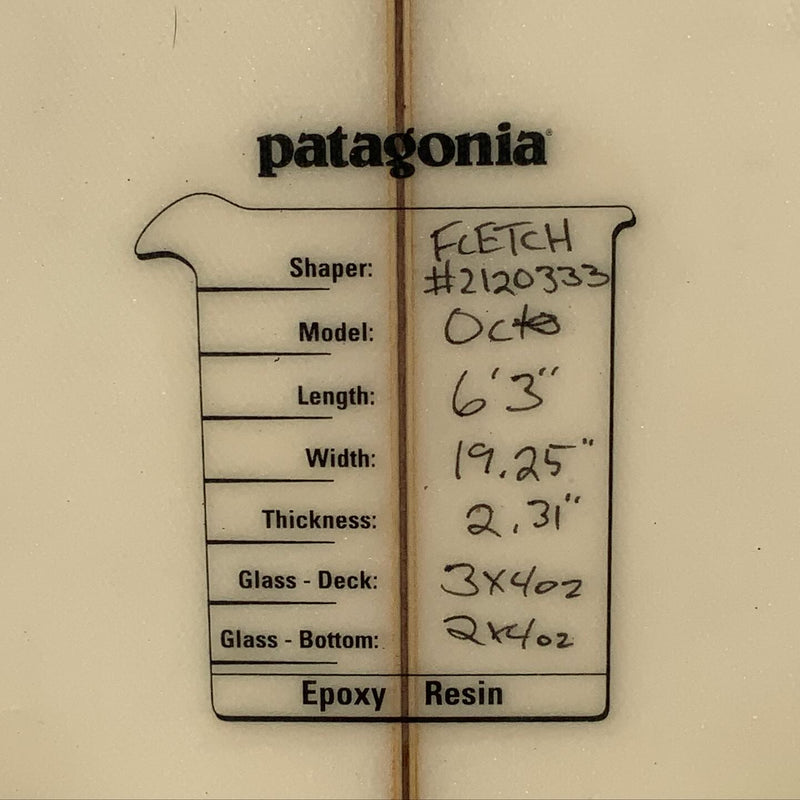 patagonia®
Shaper: FLETCH
#2120333
Model: Octo
Length: 6'3"
Width: 19.25"
Thickness: 2.31"
Glass - Deck: 3x4oz
Glass - Bottom: 2x4oz
Epoxy Resin